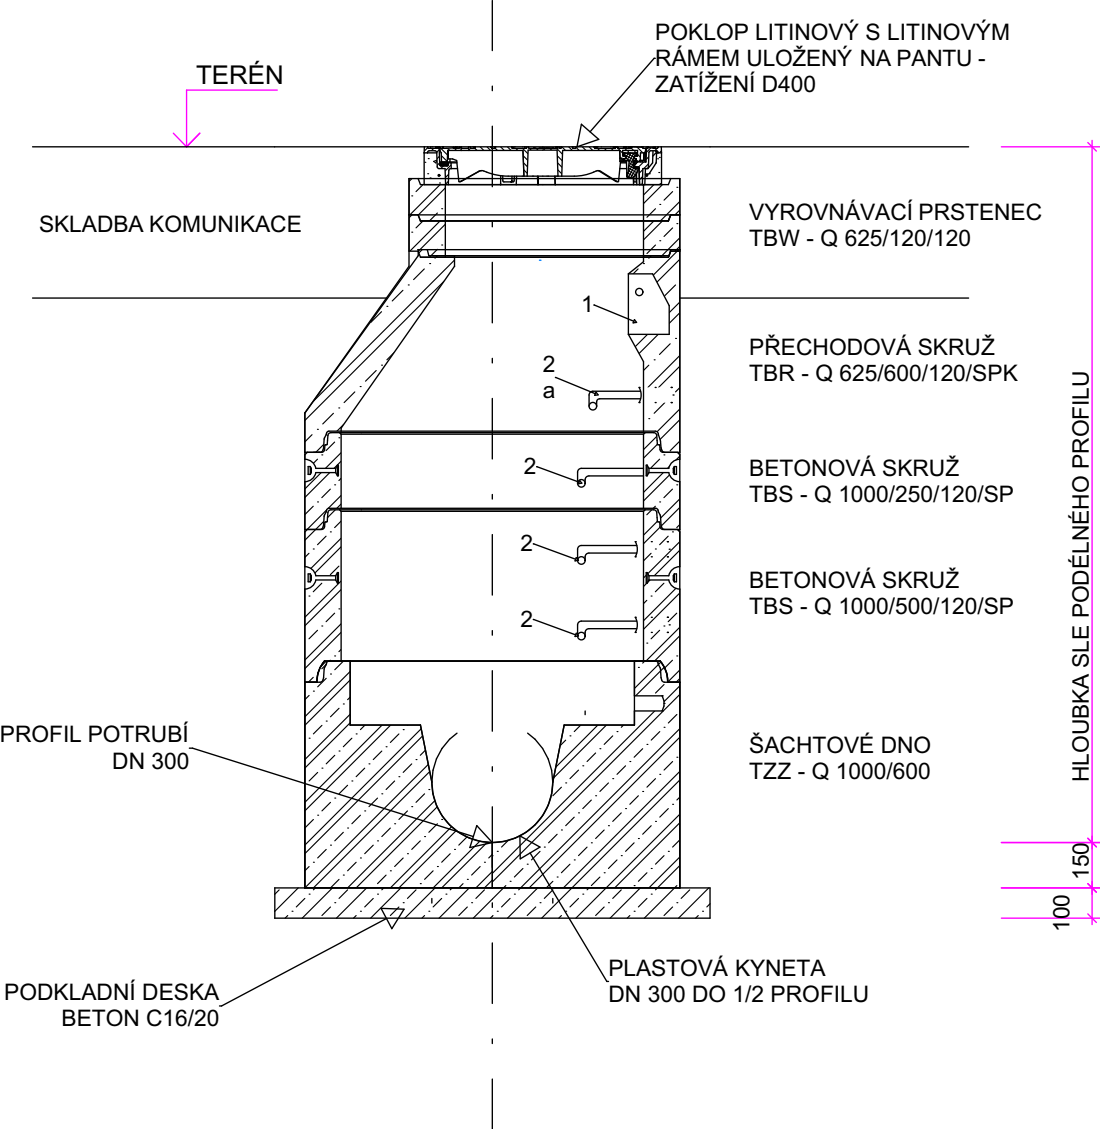 POKLOP LITINOVÝ S LITINOVÝM
RÁMEM ULOŽENÝ NA PANTU -
ZATÍŽENÍ D400
TERÉN
SKLADBA KOMUNIKACE
VYROVNÁVACÍ PRSTENEC
TBW - Q 625/120/120
1
PŘECHODOVÁ SKRUŽ
TBR - Q 625/600/120/SPK
2
a
BETONOVÁ SKRUŽ
TBS - Q 1000/250/120/SP
2
2
BETONOVÁ SKRUŽ
TBS - Q 1000/500/120/SP
2
HLOUBKA SLE PODÉLNÉHO PROFILU
PROFIL POTRUBÍ
DN 300
ŠACHTOVÉ DNO
TZZ - Q 1000/600
150
100
PLASTOVÁ KYNETA
DN 300 DO 1/2 PROFILU
PODKLADNÍ DESKA
BETON C16/20